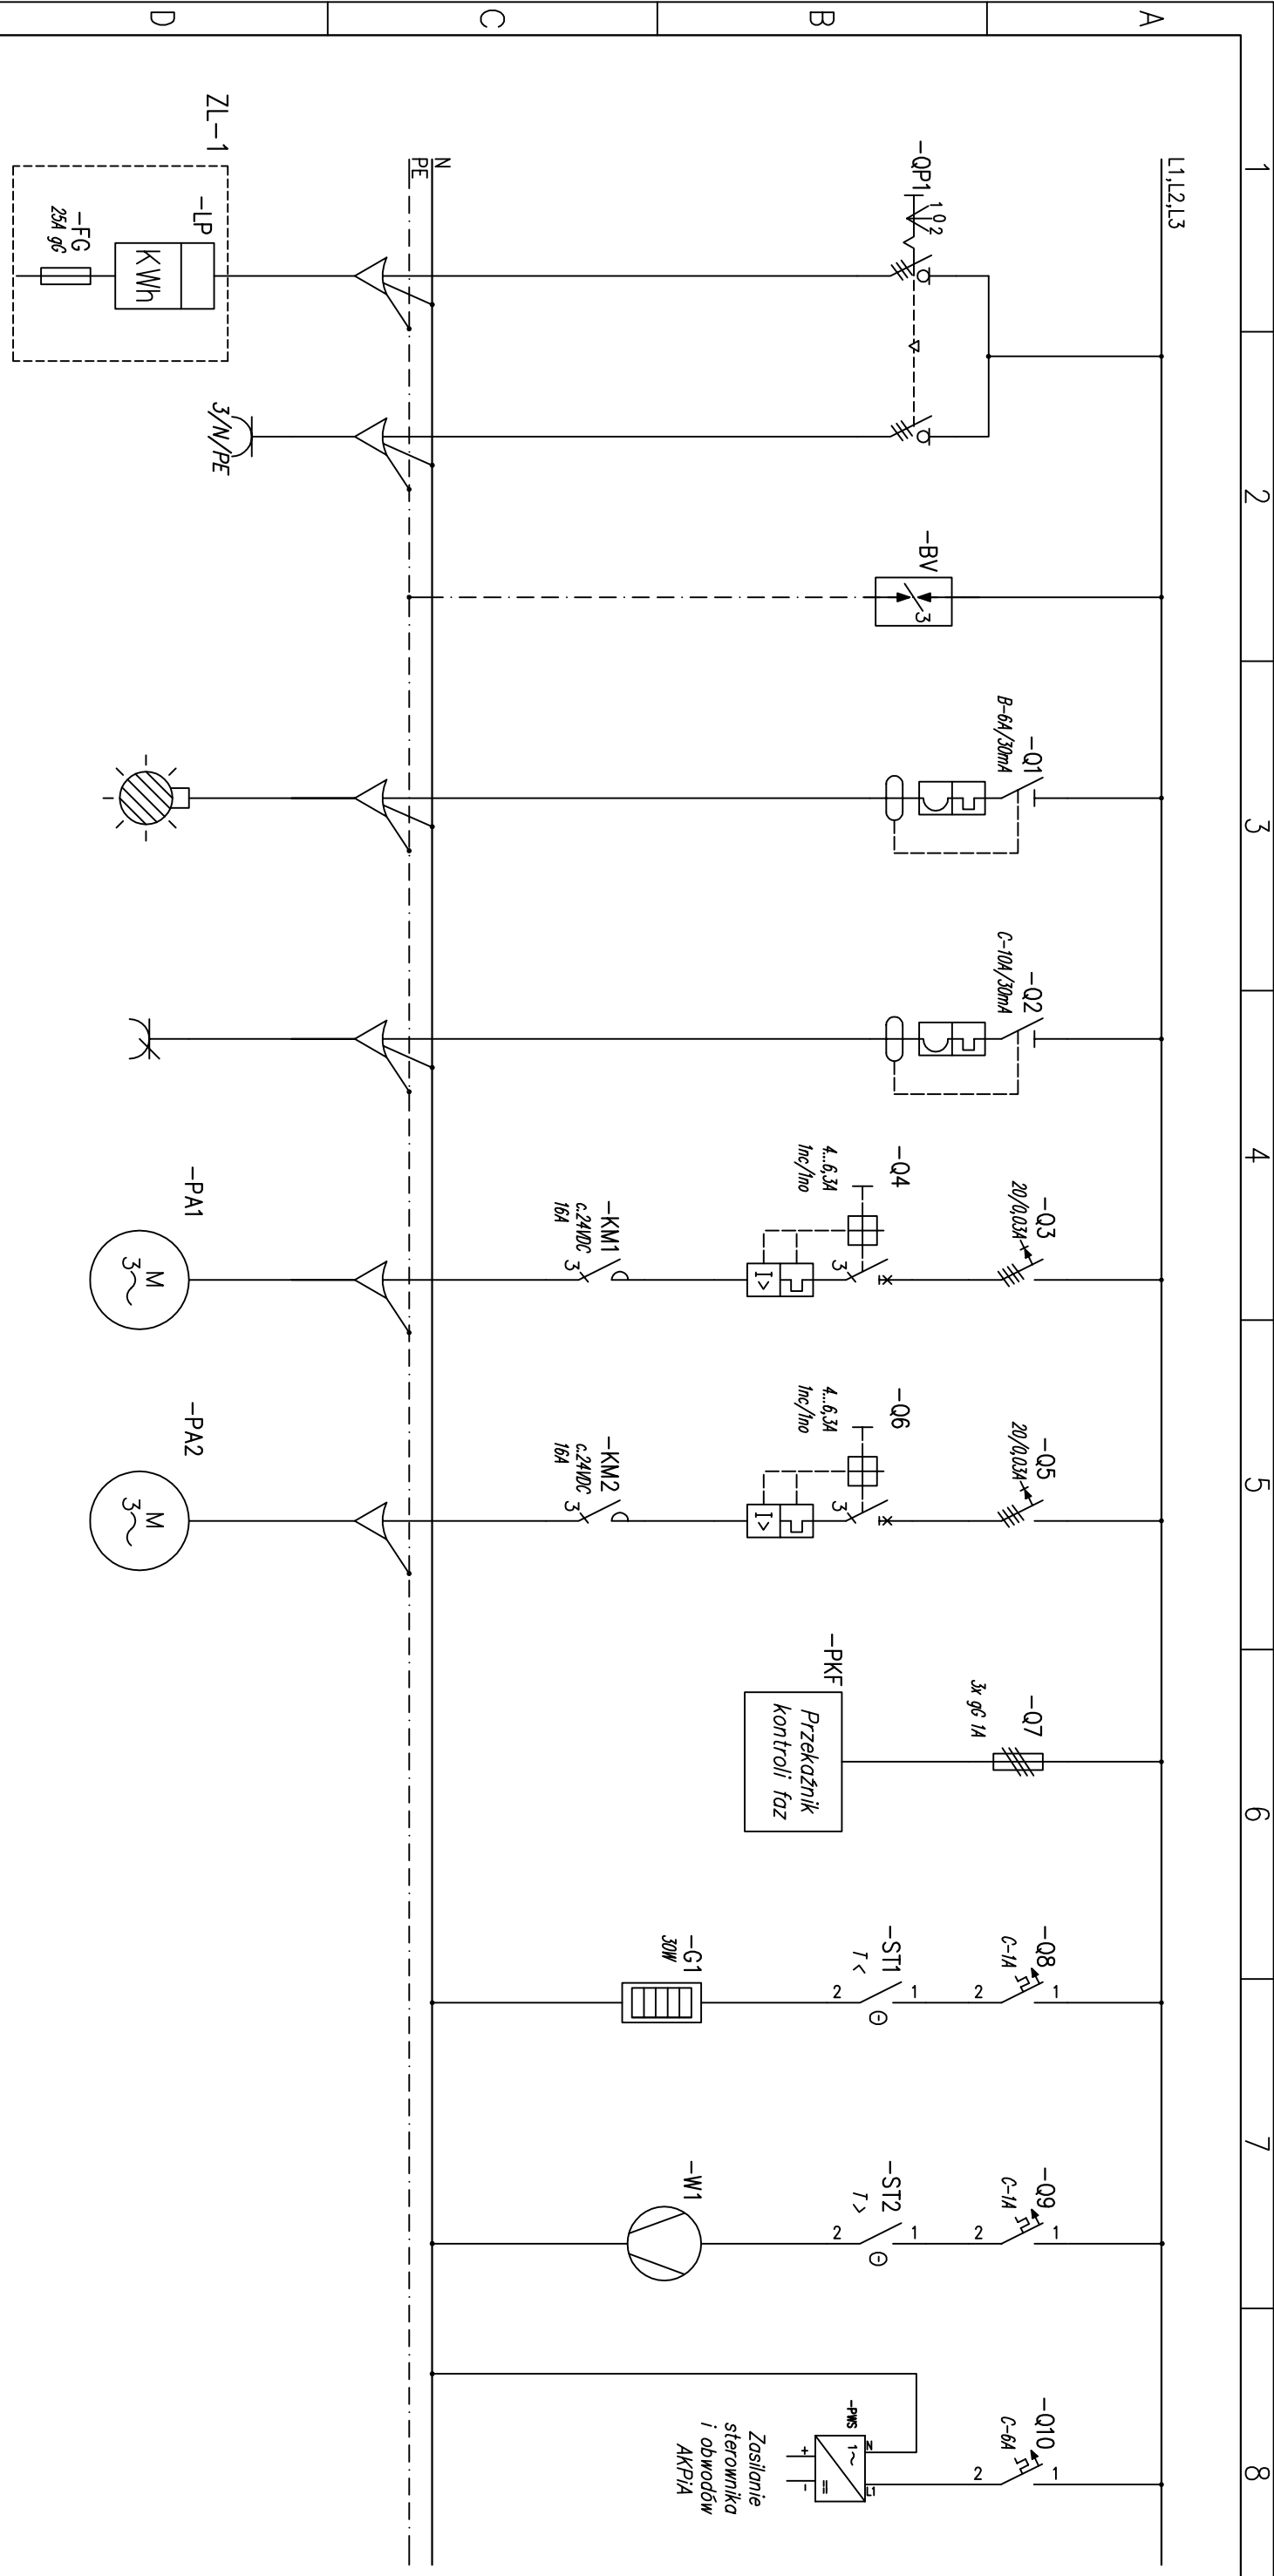 1
2
3
4
5
6
7
8
A
B
C
D
L1,L2,L3
-QP1
1 0 2
N
PE
ZL-1
-LP
KWh
-FG
25A gG
3/N/PE
-BV
3
-Q1
B-6A/30mA
-Q2
C-10A/30mA
-Q3
20/0,03A
-Q4
4...6,3A
1nc/1no
3
I>
-KM1
c.24VDC
16A
3
-PA1
M
3~
-Q5
20/0,03A
-Q6
4...6,3A
1nc/1no
3
I>
-KM2
c.24VDC
16A
3
-PA2
M
3~
-Q7
3x gG 1A
-PKF
Przekaźnik
kontroli faz
-Q8
C-1A
1
2
-ST1
T<
1
2
-G1
30W
-Q9
C-1A
1
2
-ST2
T>
1
2
-W1
-Q10
C-6A
1
2
-PWS
N
L1
1~
=
+
-
Zasilanie
sterownika
i obwodów
AKPiA